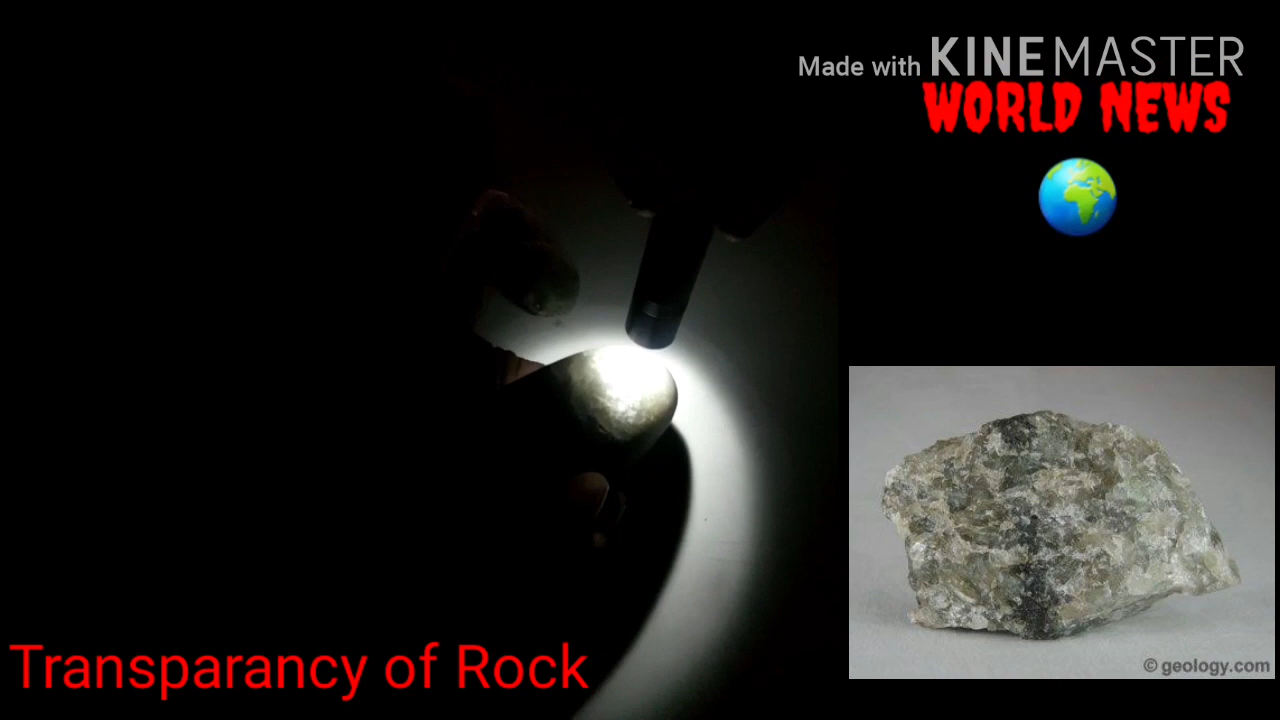 Made with KINEMASTER
WORLD NEWS
Transparancy of Rock
© geology.com